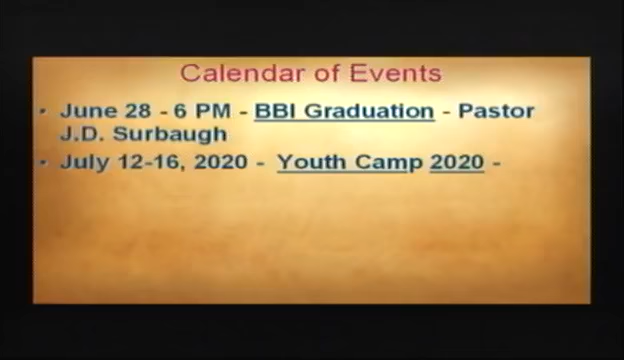 Calendar of Events
• June 28 - 6 PM - BBI Graduation - Pastor
J.D. Surbaugh
• July 12-16, 2020 - Youth Camp 2020 -